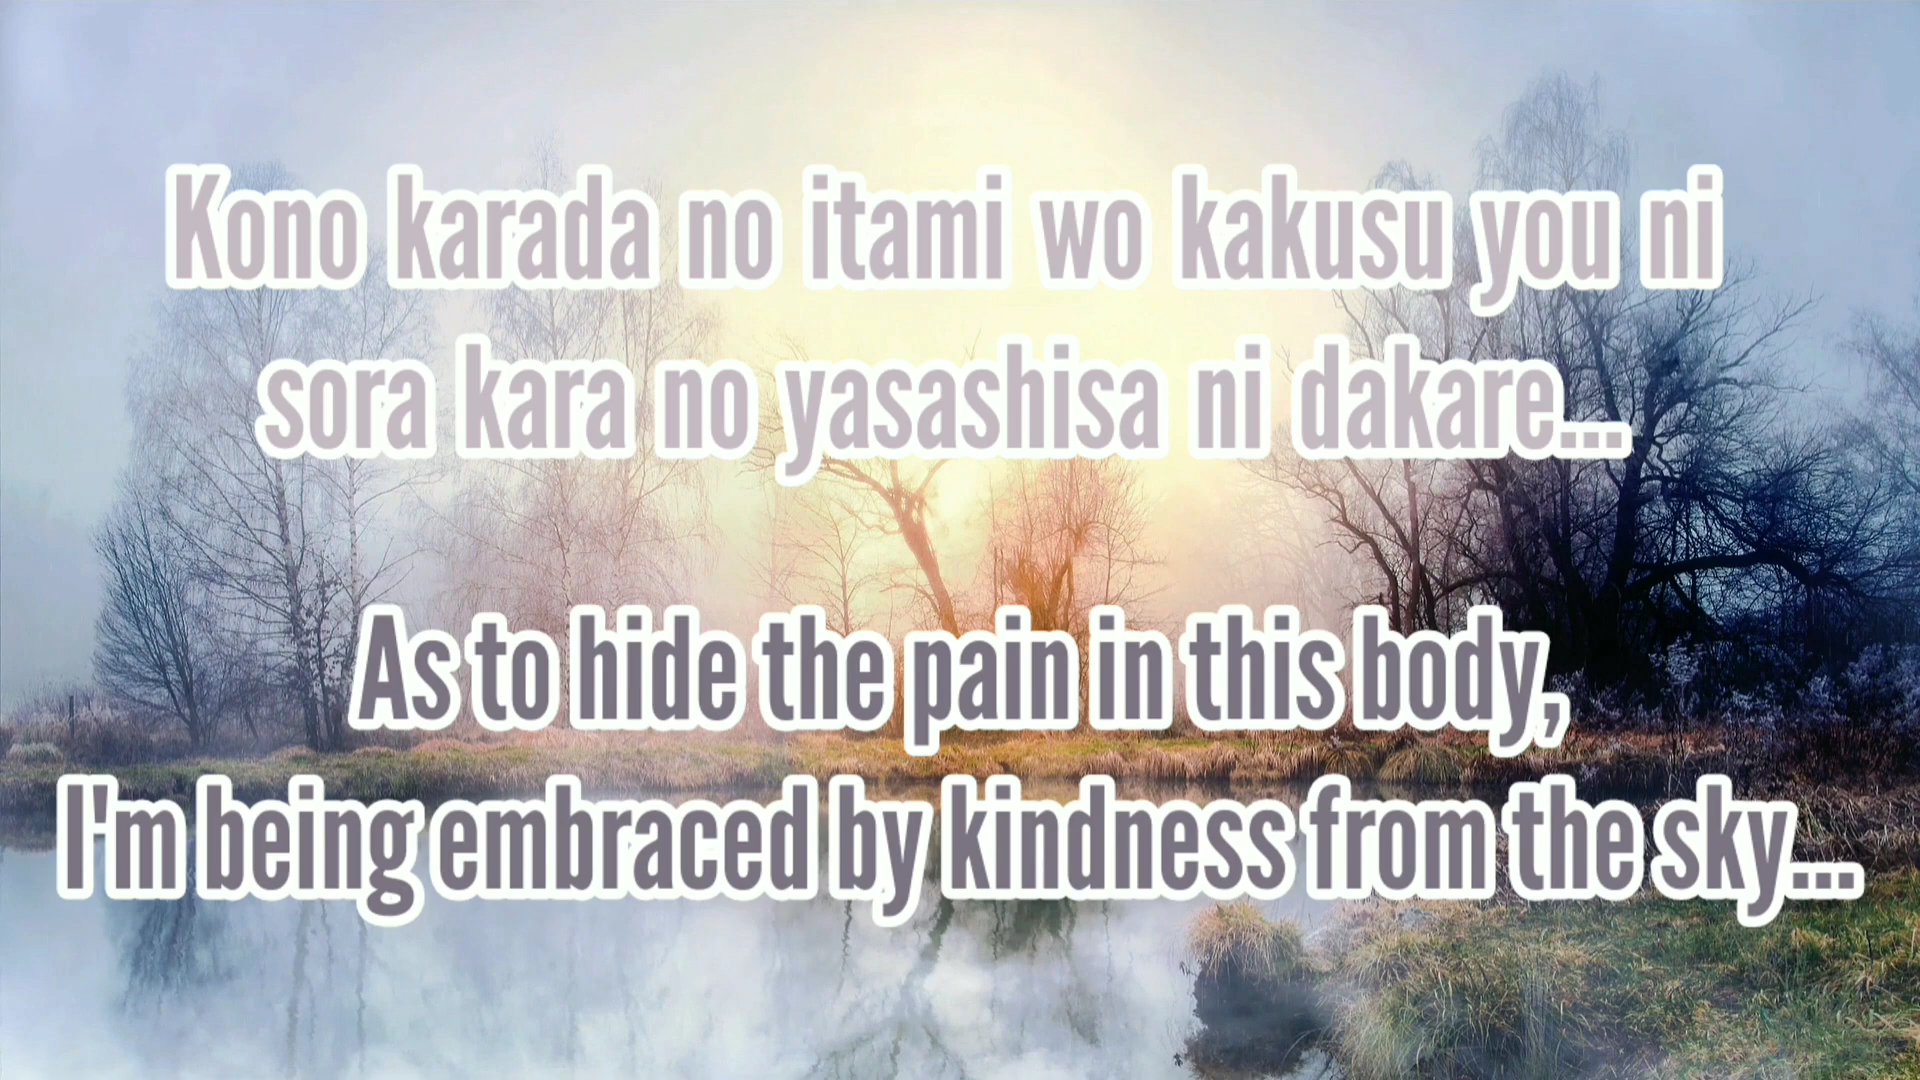 Kono karada no itami wo kakusu you ni
sora kara no yasashisa ni dakare...
As to hide the pain in this body,
I'm being embraced by kindness from the sky...